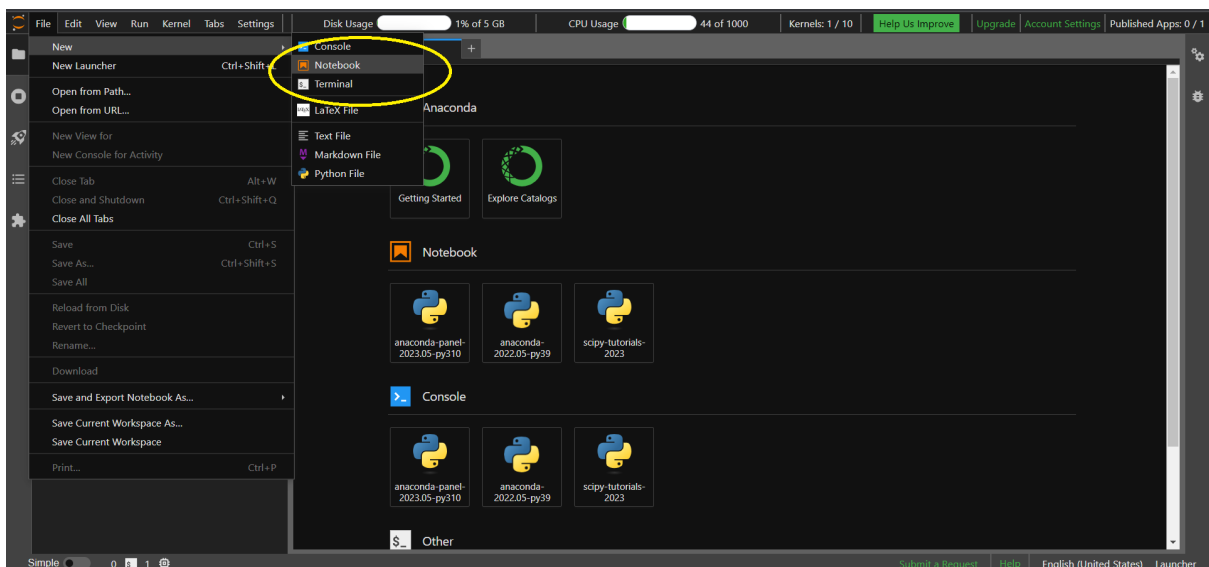 File Edit View Run Kernel Tabs Settings Disk Usage 1% of 5 GB CPU Usage 44 of 1000 Kernels: 1 / 10 Help Us Improve Upgrade Account Settings Published Apps: 0 / 1
New
New Launcher Ctrl+Shift+L
Open from Path...
Open from URL...
New View for
New Console for Activity
Close Tab Alt+W
Close and Shutdown Ctrl+Shift+Q
Close All Tabs
Save Ctrl+S
Save As... Ctrl+Shift+S
Save All
Reload from Disk
Revert to Checkpoint
Rename...
Download
Save and Export Notebook As...
Save Current Workspace As...
Save Current Workspace
Print... Ctrl+P
Console
Notebook
Terminal
LaTeX File
Text File
Markdown File
Python File
Anaconda
Getting Started
Explore Catalogs
Notebook
anaconda-panel-
2023.05-py310
anaconda-
2022.05-py39
scipy-tutorials-
2023
Console
anaconda-panel-
2023.05-py310
anaconda-
2022.05-py39
scipy-tutorials-
2023
$_ Other
Simple 0 $_ 1 Submit a Request Help English (United States) Launcher